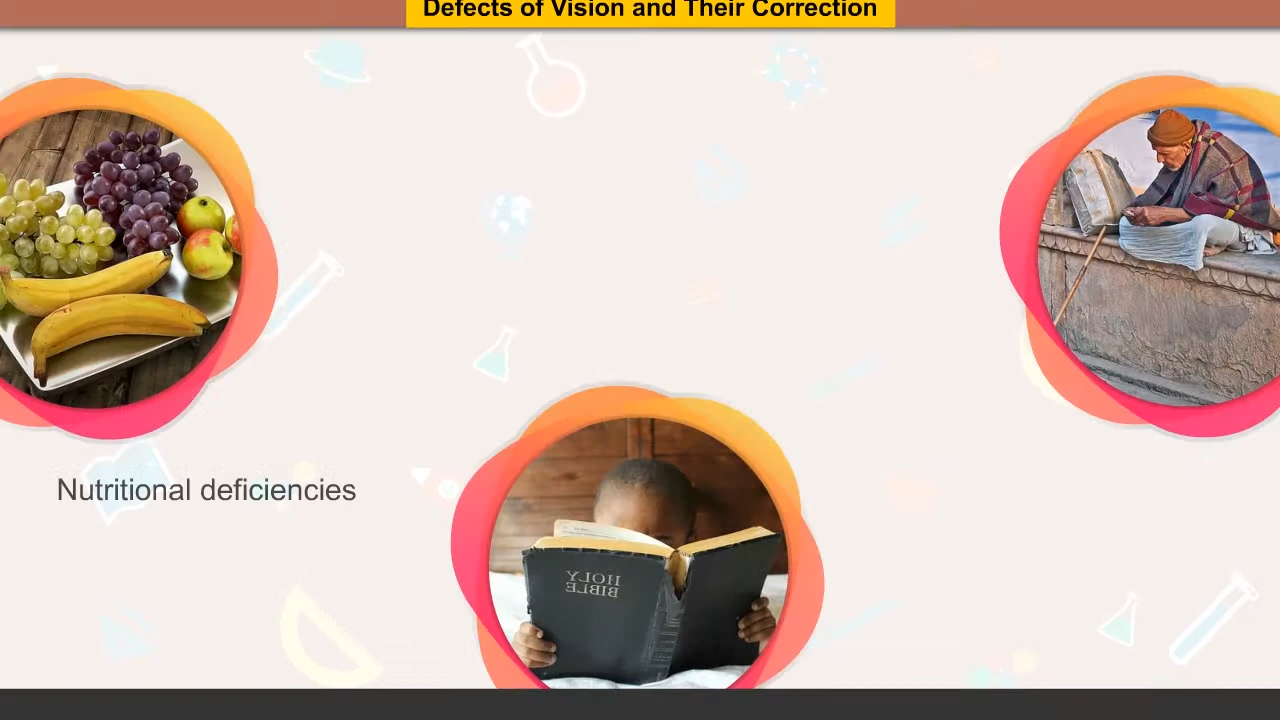 Defects of Vision and Their Correction
Nutritional deficiencies
HOLY
BIBLE